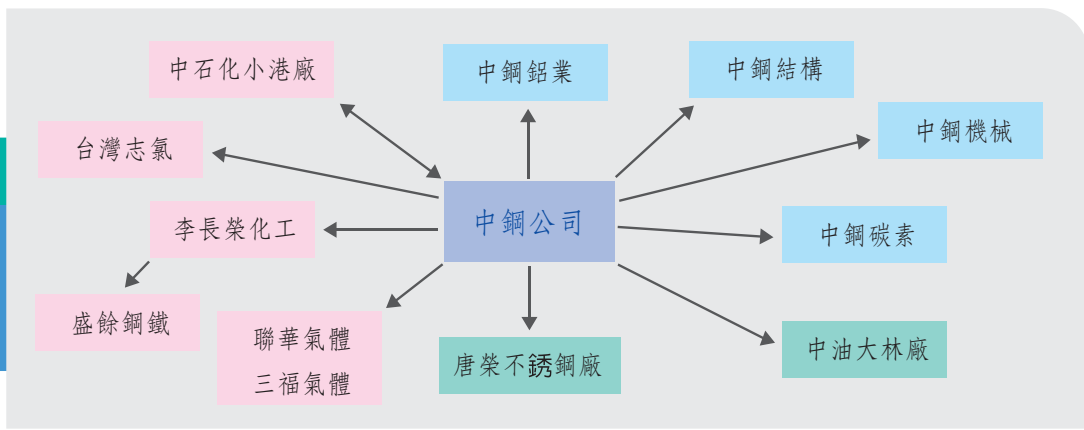 中石化小港廠
中鋼鋁業
中鋼結構
中鋼機械
台灣志氯
李長榮化工
中鋼公司
中鋼碳素
盛餘鋼鐵
聯華氣體
三福氣體
唐榮不銹鋼廠
中油大林廠